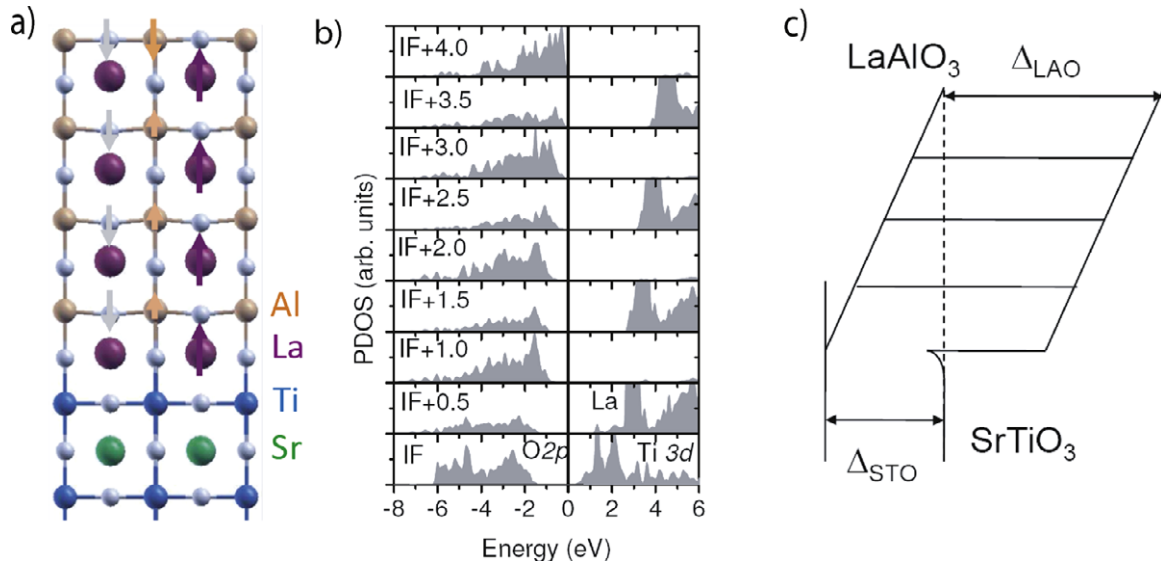 a)
Al
La
Ti
Sr
b)
PDOS (arb. units)
IF+4.0
IF+3.5
IF+3.0
IF+2.5
IF+2.0
IF+1.5
IF+1.0
IF+0.5
La
IF
O2p
Ti 3d
-8 -6 -4 -2 0 2 4 6
Energy (eV)
c)
LaAlO₃
Δ_LAO
Δ_STO
SrTiO₃